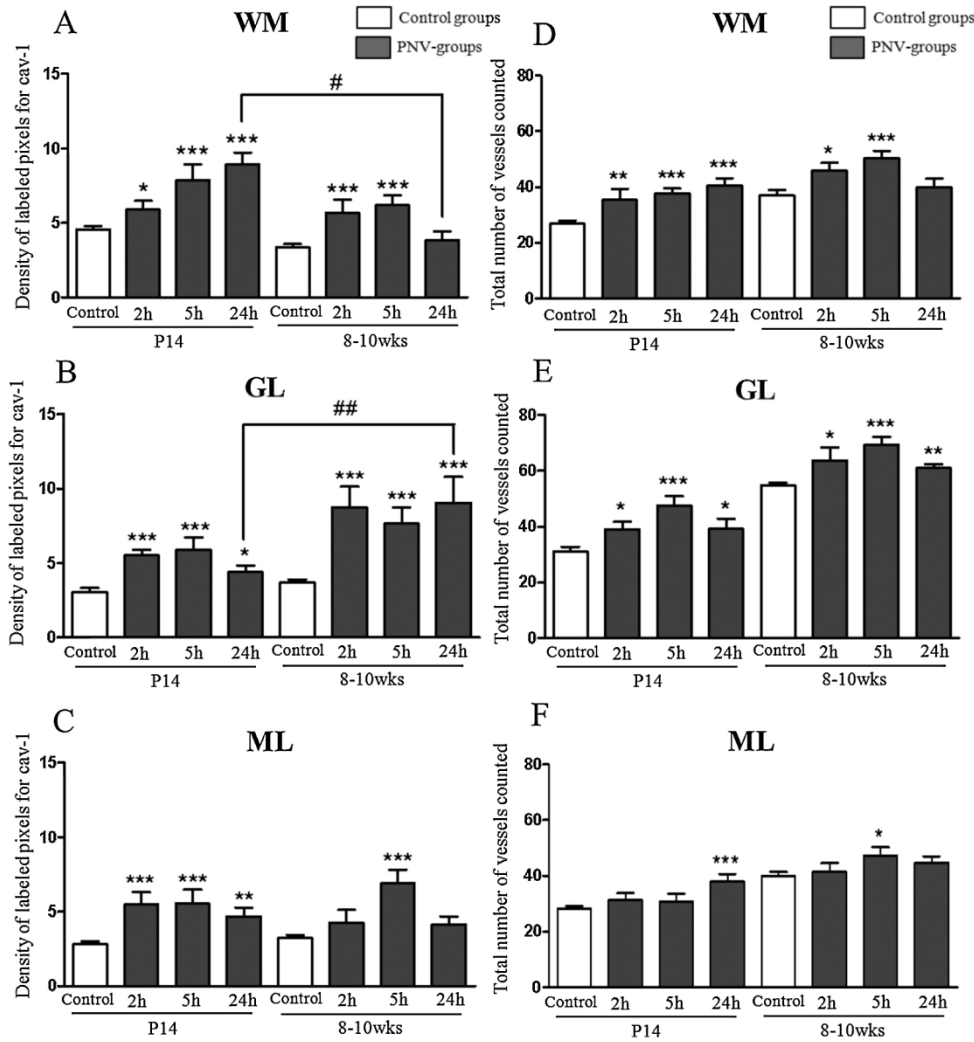 A
WM
Control groups
PNV-groups
Density of labeled pixels for cav-1
15
10
5
0
*
***
***
#
***
***
Control 2h 5h 24h Control 2h 5h 24h
P14 8-10wks
D
WM
Control groups
PNV-groups
Total number of vessels counted
80
60
40
20
0
**
***
***
*
***
Control 2h 5h 24h Control 2h 5h 24h
P14 8-10wks
B
GL
Density of labeled pixels for cav-1
15
10
5
0
***
***
*
##
***
***
***
Control 2h 5h 24h Control 2h 5h 24h
P14 8-10wks
E
GL
Total number of vessels counted
80
60
40
20
0
*
***
*
*
***
**
Control 2h 5h 24h Control 2h 5h 24h
P14 8-10wks
C
ML
Density of labeled pixels for cav-1
15
10
5
0
***
***
**
***
Control 2h 5h 24h Control 2h 5h 24h
P14 8-10wks
F
ML
Total number of vessels counted
80
60
40
20
0
***
*
Control 2h 5h 24h Control 2h 5h 24h
P14 8-10wks